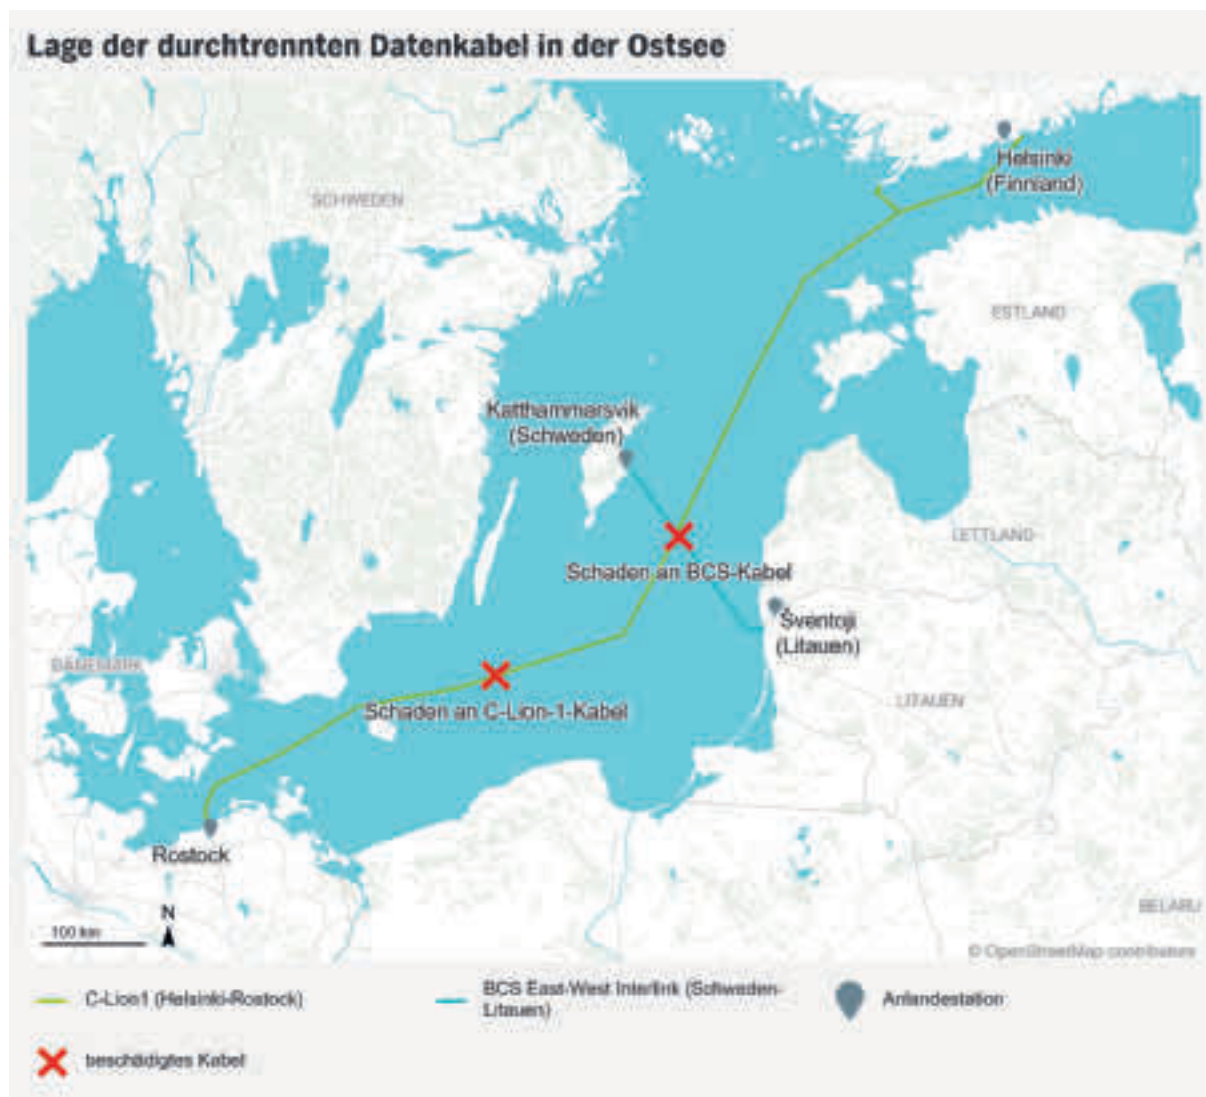 Lage der durchtrennten Datenkabel in der Ostsee
Helsinki
(Finnland)
SCHWEDEN
ESTLAND
Katthammarsvik
(Schweden)
LETTLAND
Schaden an BCS-Kabel
Šventoji
(Litauen)
DÄNEMARK
LITAUEN
Schaden an C-Lion-1-Kabel
Rostock
BELARU
N
100 km
© OpenStreetMap contributors
C-Lion1 (Helsinki-Rostock)
BCS East-West Interlink (Schweden-
Litauen)
Anlandestation
beschädigtes Kabel